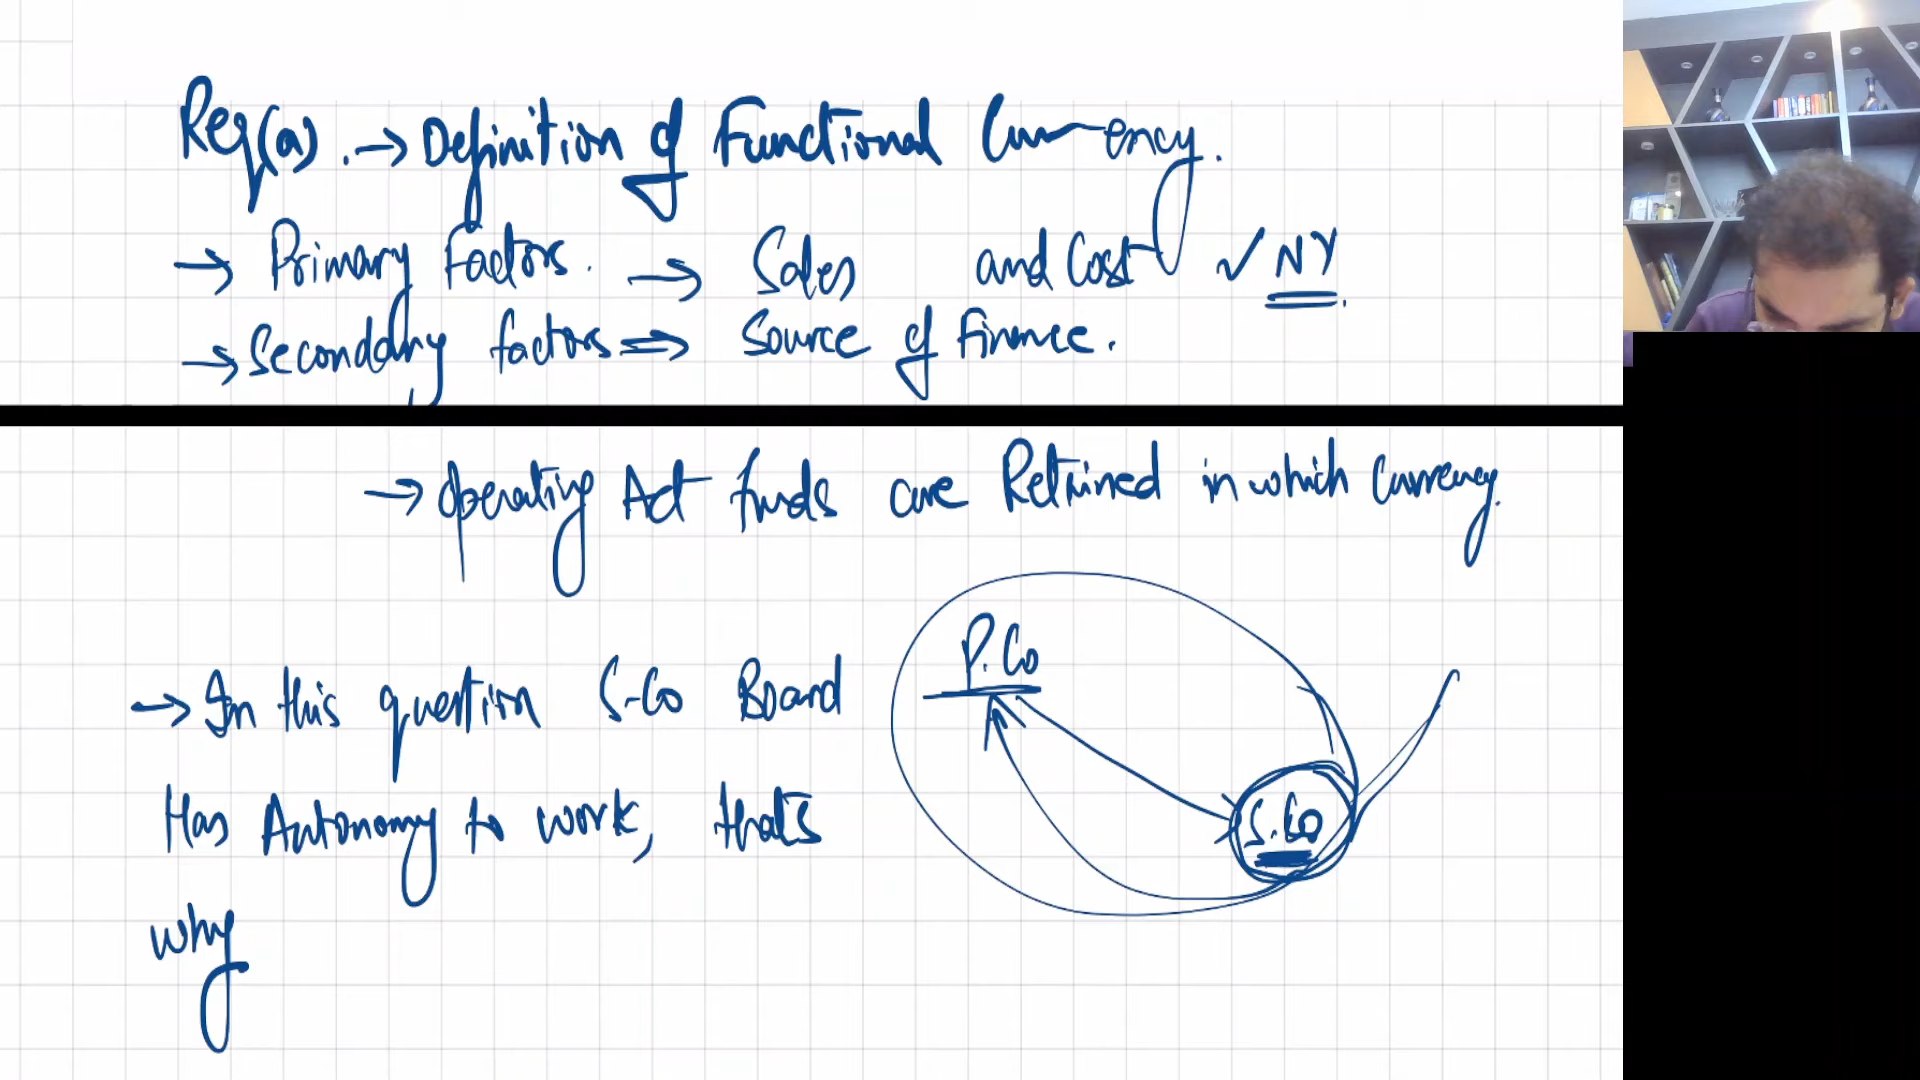 Req(a). → Definition of Functional Currency.
→ Primary Factors. → Sales and Cost ✓ NY.
→ Secondary factors ⇒ Source of Finance.
→ Operating Act funds are Retained in which Currency.
→ In this question S-Co Board
Has Autonomy to work, that's
why
P.Co
S.Co